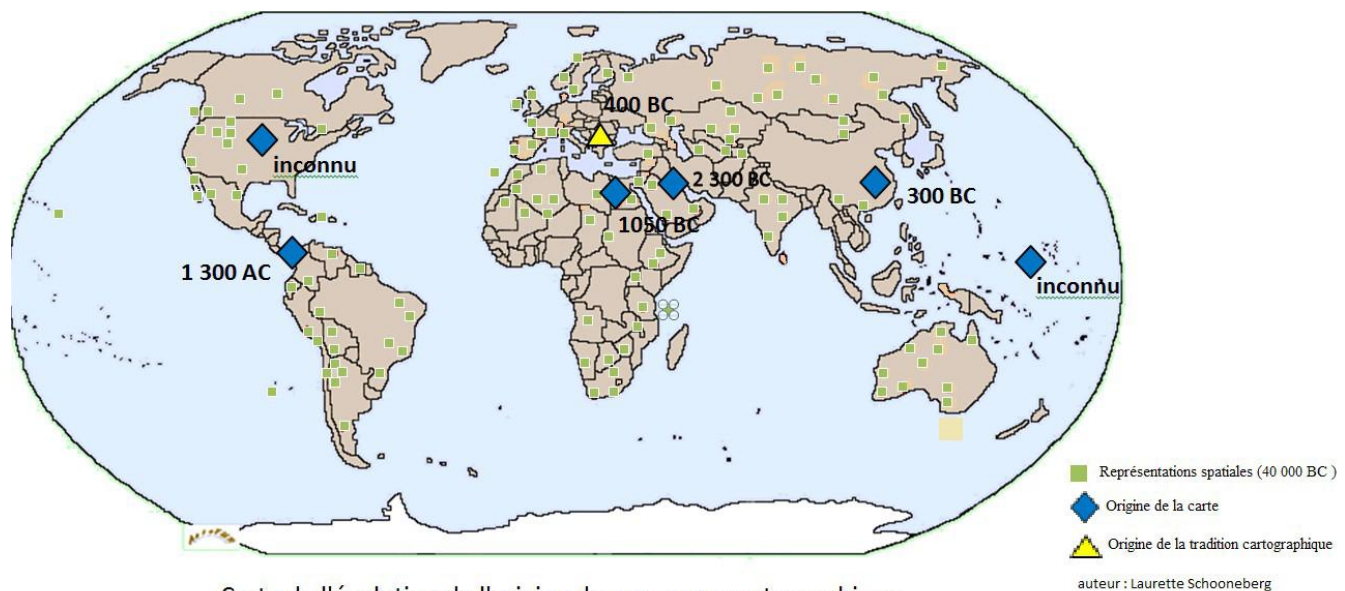 400 BC
inconnu
2 300 BC
300 BC
1050 BC
1 300 AC
inconnu
Représentations spatiales (40 000 BC )
Origine de la carte
Origine de la tradition cartographique
auteur : Laurette Schooneberg